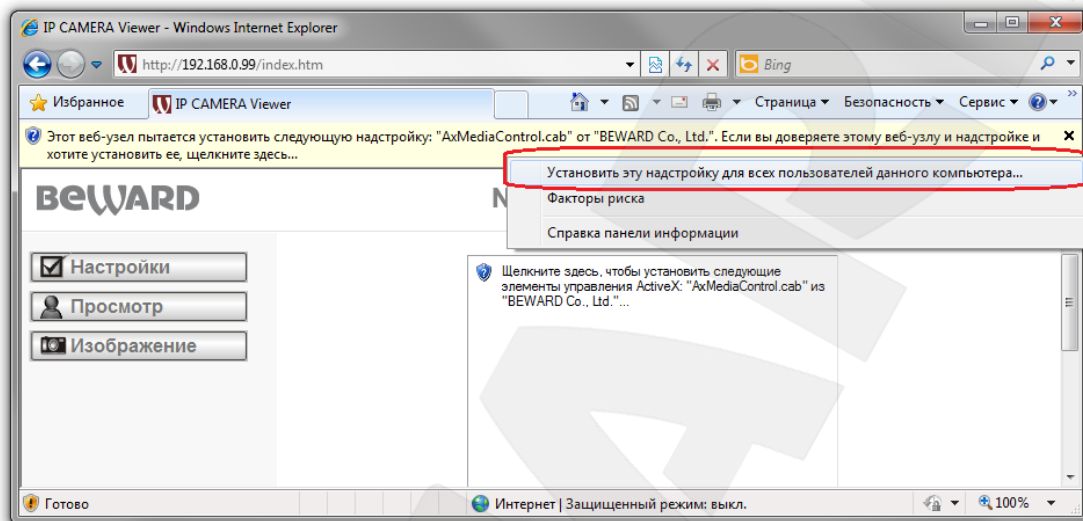 IP CAMERA Viewer - Windows Internet Explorer
http://192.168.0.99/index.htm
Bing
Избранное
IP CAMERA Viewer
Страница
Безопасность
Сервис
Этот веб-узел пытается установить следующую надстройку: "AxMediaControl.cab" от "BEWARD Co., Ltd.". Если вы доверяете этому веб-узлу и надстройке и
хотите установить ее, щелкните здесь...
Установить эту надстройку для всех пользователей данного компьютера...
Факторы риска
Справка панели информации
BEWARD
N
Настройки
Просмотр
Изображение
Щелкните здесь, чтобы установить следующие
элементы управления ActiveX: "AxMediaControl.cab" из
"BEWARD Co., Ltd."...
Готово
Интернет | Защищенный режим: выкл.
100%